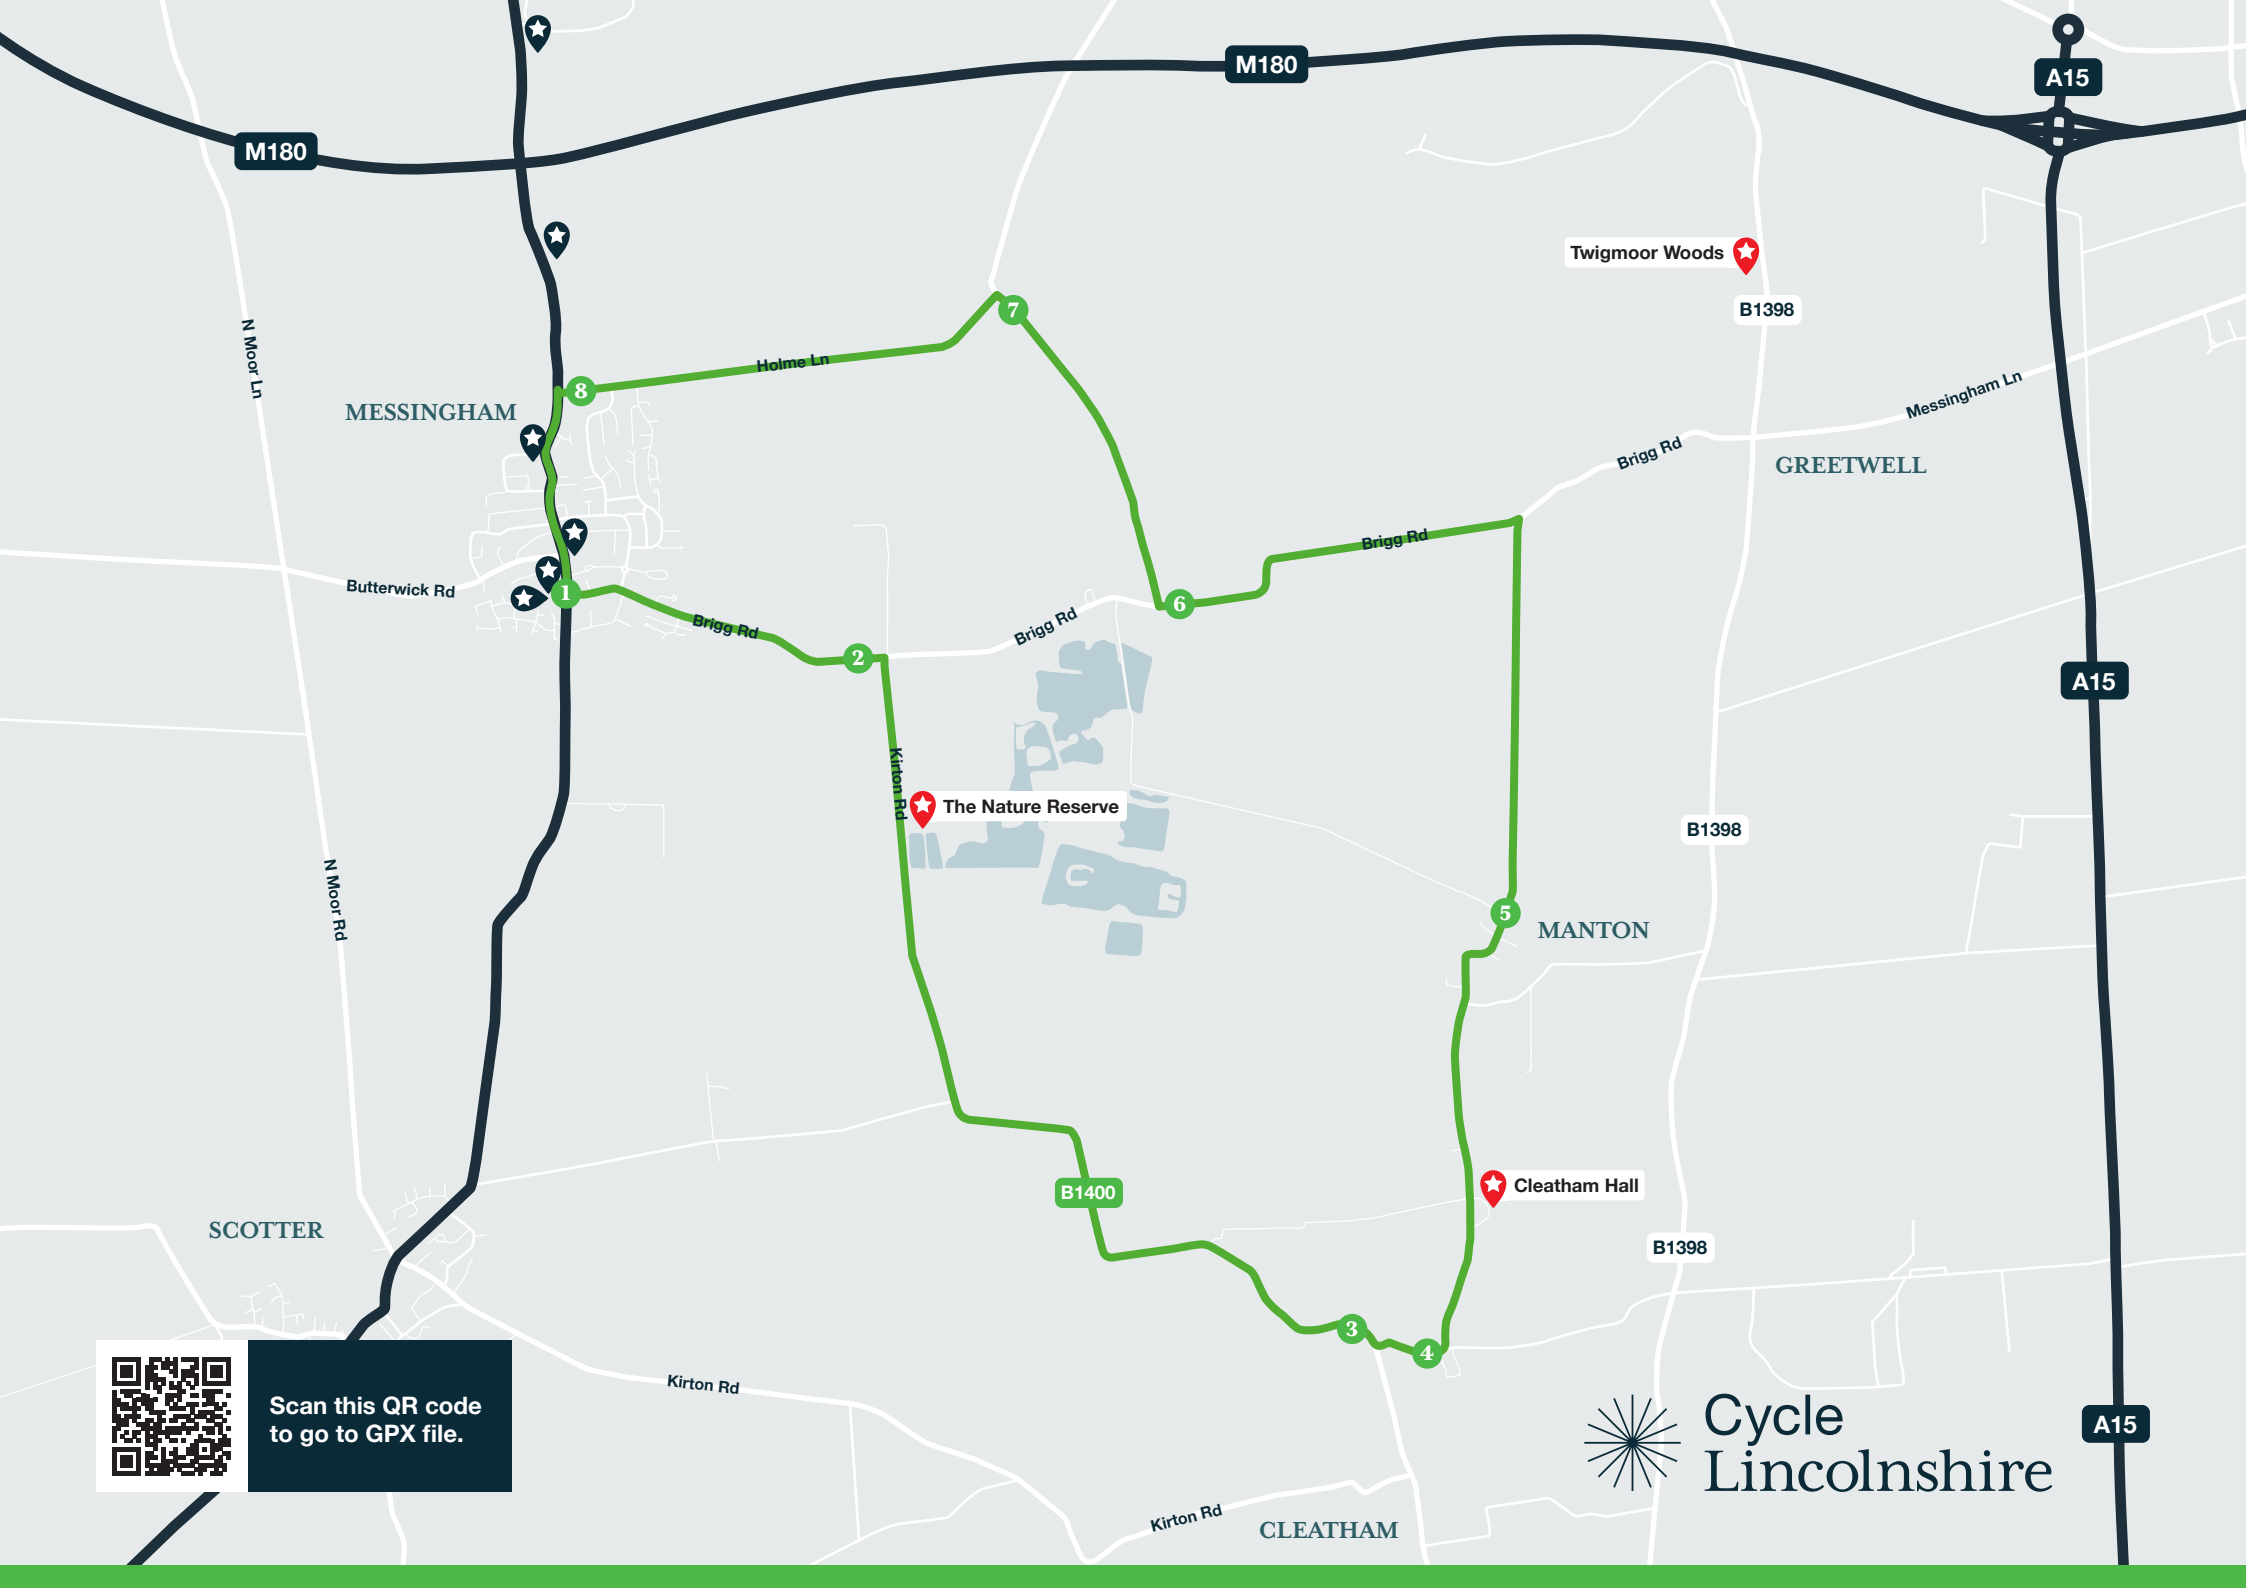 M180
A15
M180
Twigmoor Woods
B1398
7
N Moor Ln
Holme Ln
8
MESSINGHAM
Messingham Ln
Brigg Rd
GREETWELL
Brigg Rd
Butterwick Rd
1
6
Brigg Rd
Brigg Rd
2
A15
Kirton Rd
The Nature Reserve
B1398
N Moor Rd
5
MANTON
B1400
Cleatham Hall
SCOTTER
B1398
3
4
Kirton Rd
Scan this QR code
to go to GPX file.
Cycle
Lincolnshire
A15
Kirton Rd
CLEATHAM